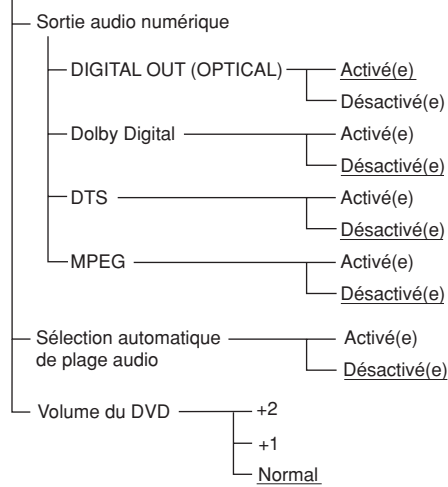 Sortie audio numérique
DIGITAL OUT (OPTICAL) Activé(e)
Désactivé(e)
Dolby Digital Activé(e)
Désactivé(e)
DTS Activé(e)
Désactivé(e)
MPEG Activé(e)
Désactivé(e)
Sélection automatique de plage audio Activé(e)
Désactivé(e)
Volume du DVD +2
+1
Normal